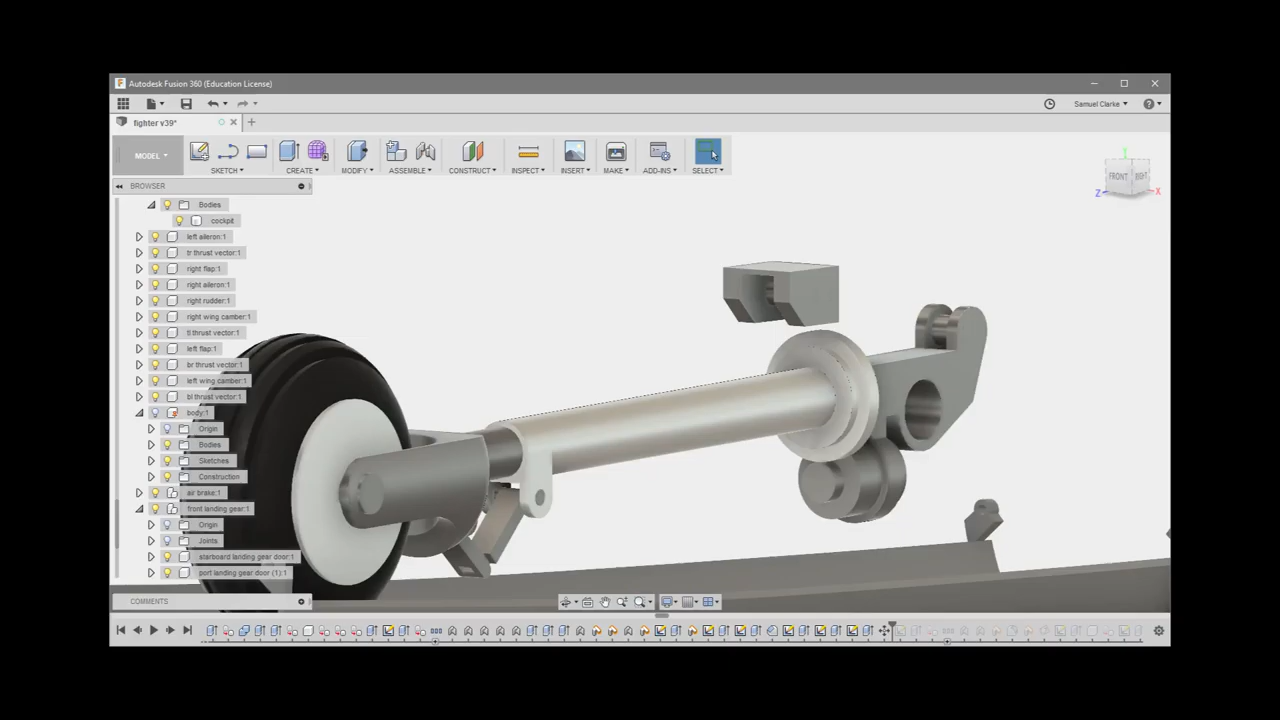 Autodesk Fusion 360 (Education License)
Samuel Clarke
fighter v39*
MODEL
SKETCH
CREATE
MODIFY
ASSEMBLE
CONSTRUCT
INSPECT
INSERT
MAKE
ADD-INS
SELECT
BROWSER
FRONT
RIGHT
Y
Z
X
Bodies
cockpit
left aileron:1
tr thrust vector:1
right flap:1
right aileron:1
right rudder:1
right wing camber:1
tl thrust vector:1
left flap:1
br thrust vector:1
left wing camber:1
bl thrust vector:1
body:1
Origin
Bodies
Sketches
Construction
air brake:1
front landing gear:1
Origin
Joints
starboard landing gear door:1
port landing gear door (1):1
COMMENTS